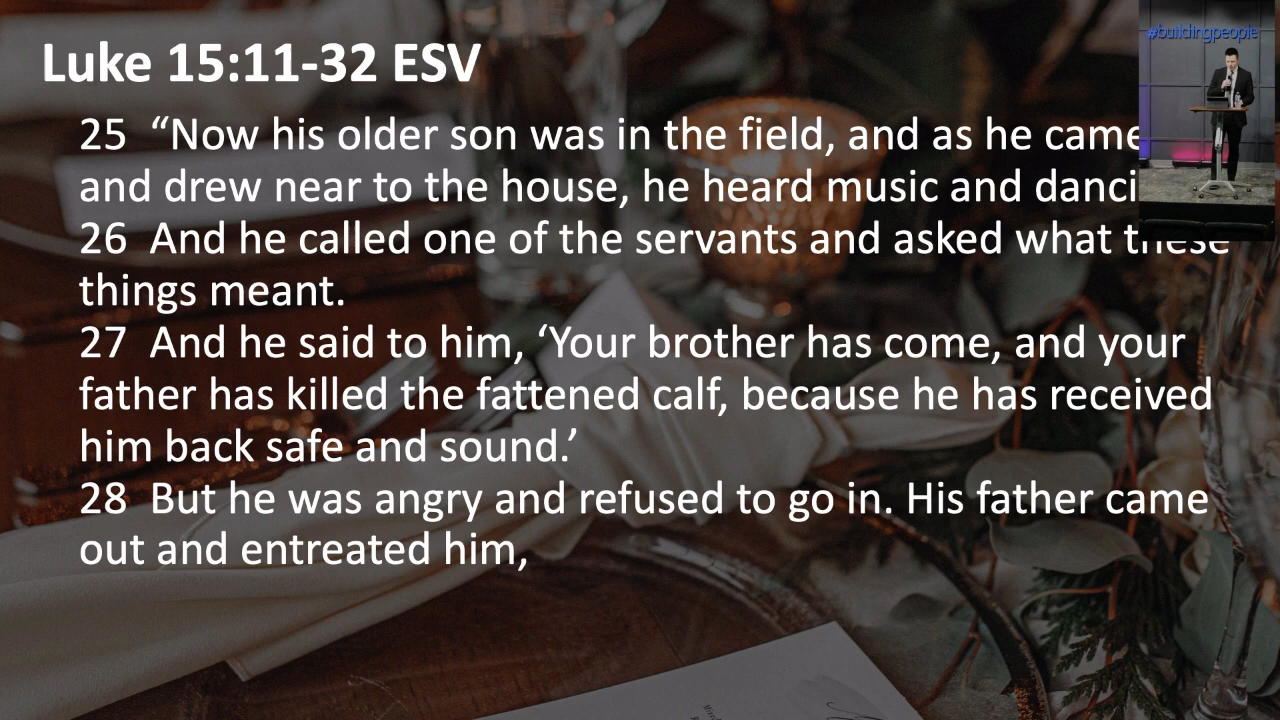 Luke 15:11-32 ESV
#buildingpeople
25 “Now his older son was in the field, and as he came
and drew near to the house, he heard music and danci
26 And he called one of the servants and asked what these
things meant.
27 And he said to him, ‘Your brother has come, and your
father has killed the fattened calf, because he has received
him back safe and sound.’
28 But he was angry and refused to go in. His father came
out and entreated him,